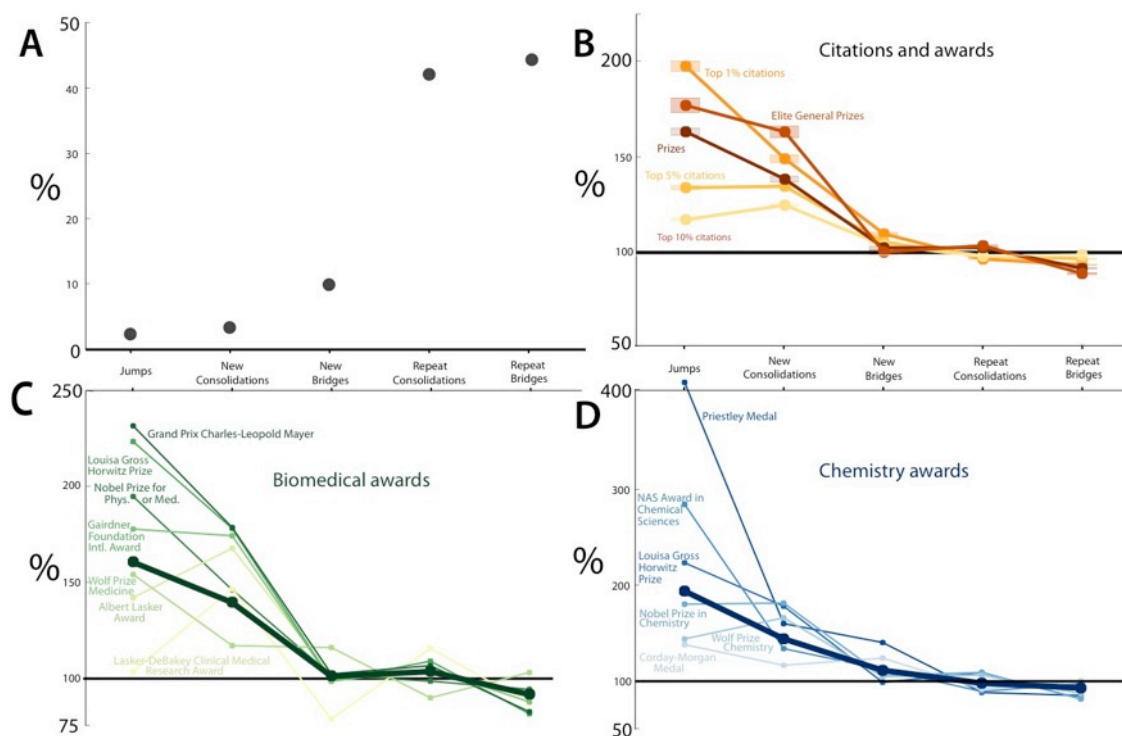 A
50
40
30
20
10
0
%
Jumps
New
Consolidations
New
Bridges
Repeat
Consolidations
Repeat
Bridges
B
Citations and awards
200
150
100
50
%
Top 1% citations
Elite General Prizes
Prizes
Top 5% citations
Top 10% citations
Jumps
New
Consolidations
New
Bridges
Repeat
Consolidations
Repeat
Bridges
C
Biomedical awards
250
200
150
100
75
%
Grand Prix Charles-Leopold Mayer
Louisa Gross
Horwitz Prize
Nobel Prize for
Phys. or Med.
Gairdner
Foundation
Intl. Award
Wolf Prize
Medicine
Albert Lasker
Award
Lasker-DeBakey Clinical Medical
Research Award
D
Chemistry awards
400
300
200
100
50
%
Priestley Medal
NAS Award in
Chemical
Sciences
Louisa Gross
Horwitz
Prize
Nobel Prize in
Chemistry
Wolf Prize
Chemistry
Corday-Morgan
Medal